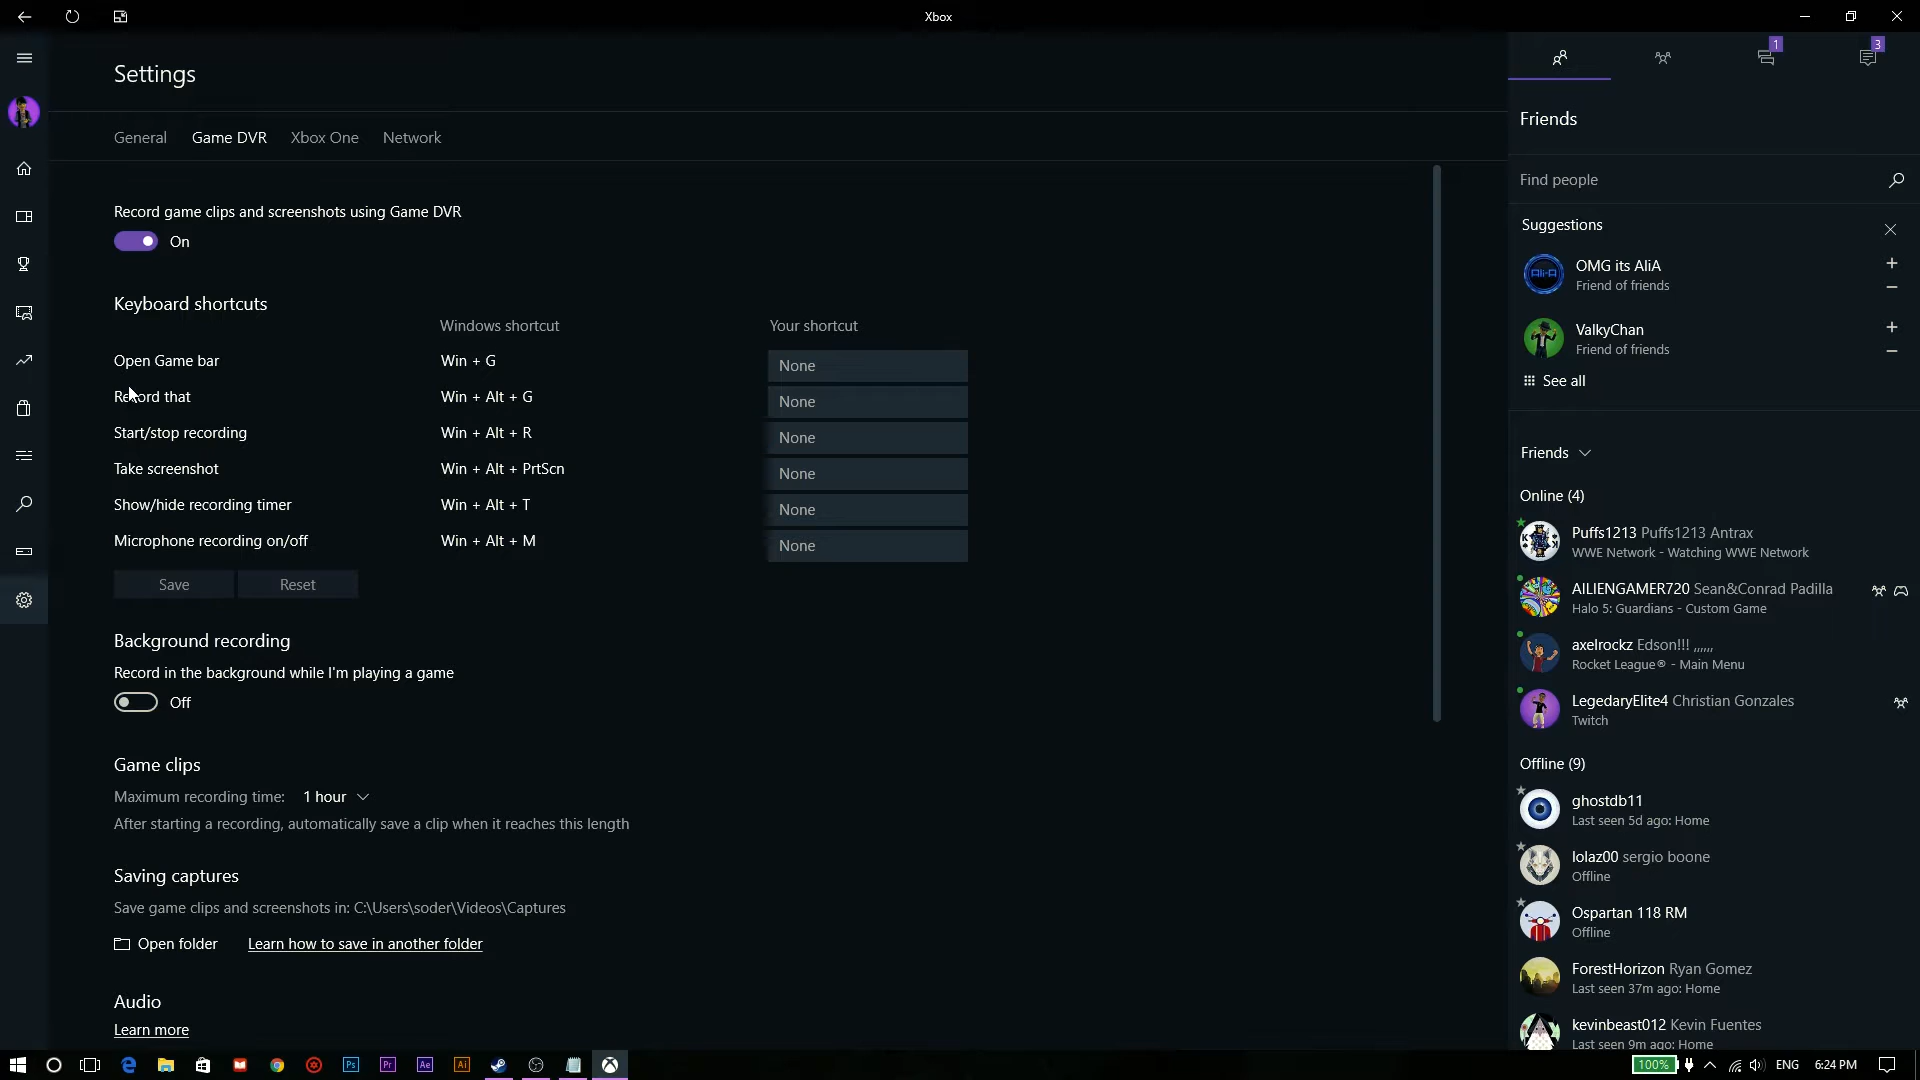 Xbox
Settings
General Game DVR Xbox One Network
Record game clips and screenshots using Game DVR
On
Keyboard shortcuts
Windows shortcut Your shortcut
Open Game bar Win + G None
Record that Win + Alt + G None
Start/stop recording Win + Alt + R None
Take screenshot Win + Alt + PrtScn None
Show/hide recording timer Win + Alt + T None
Microphone recording on/off Win + Alt + M None
Save Reset
Background recording
Record in the background while I'm playing a game
Off
Game clips
Maximum recording time: 1 hour
After starting a recording, automatically save a clip when it reaches this length
Saving captures
Save game clips and screenshots in: C:\Users\soder\Videos\Captures
Open folder Learn how to save in another folder
Audio
Learn more
1 3
Friends
Find people
Suggestions
Ali-A
OMG its AliA
Friend of friends
ValkyChan
Friend of friends
See all
Friends
Online (4)
Puffs1213 Puffs1213 Antrax
WWE Network - Watching WWE Network
AILIENGAMER720 Sean&Conrad Padilla
Halo 5: Guardians - Custom Game
axelrockz Edson!!! ,,,,,,
Rocket League® - Main Menu
LegedaryElite4 Christian Gonzales
Twitch
Offline (9)
ghostdb11
Last seen 5d ago: Home
lolaz00 sergio boone
Offline
Ospartan 118 RM
Offline
ForestHorizon Ryan Gomez
Last seen 37m ago: Home
kevinbeast012 Kevin Fuentes
Last seen 9m ago: Home
Ps Pr Ae Ai
100% ENG 6:24 PM